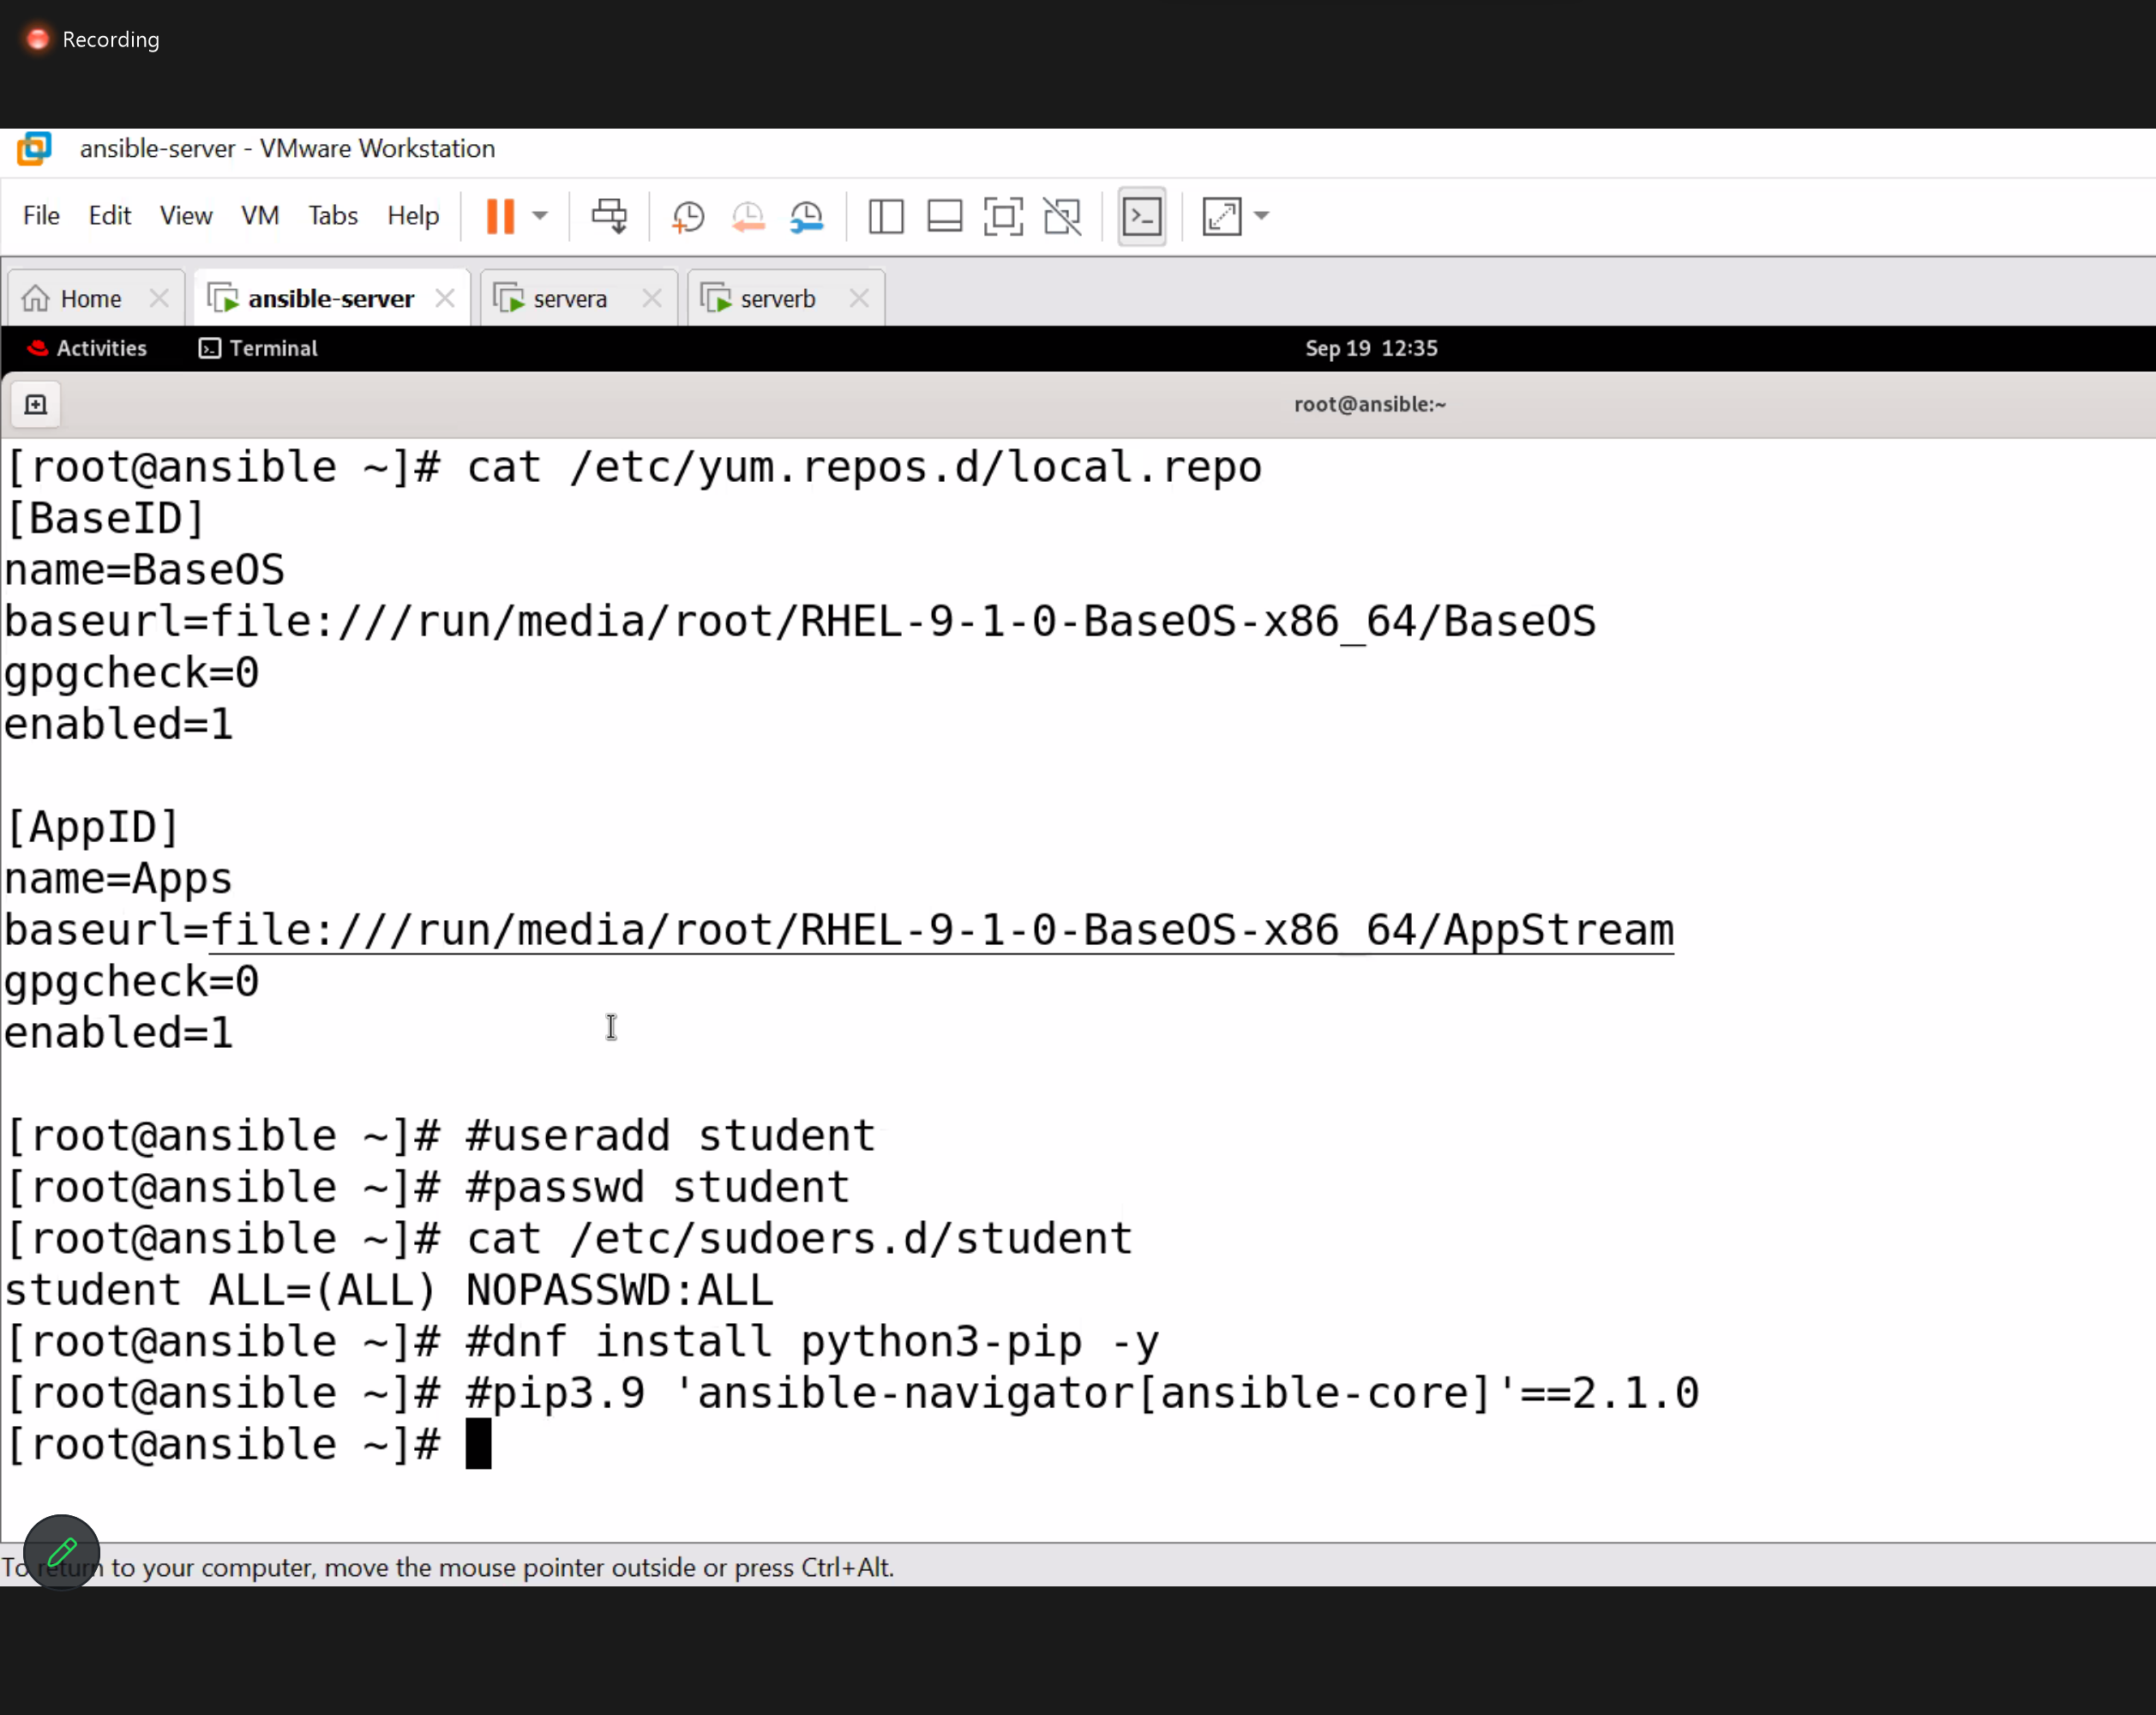 Recording
ansible-server - VMware Workstation
File Edit View VM Tabs Help
Home ansible-server servera serverb
Activities Terminal Sep 19 12:35
root@ansible:~
[root@ansible ~]# cat /etc/yum.repos.d/local.repo
[BaseID]
name=BaseOS
baseurl=file:///run/media/root/RHEL-9-1-0-BaseOS-x86_64/BaseOS
gpgcheck=0
enabled=1
[AppID]
name=Apps
baseurl=file:///run/media/root/RHEL-9-1-0-BaseOS-x86_64/AppStream
gpgcheck=0
enabled=1
[root@ansible ~]# #useradd student
[root@ansible ~]# #passwd student
[root@ansible ~]# cat /etc/sudoers.d/student
student ALL=(ALL) NOPASSWD:ALL
[root@ansible ~]# #dnf install python3-pip -y
[root@ansible ~]# #pip3.9 'ansible-navigator[ansible-core]'==2.1.0
[root@ansible ~]#
To return to your computer, move the mouse pointer outside or press Ctrl+Alt.